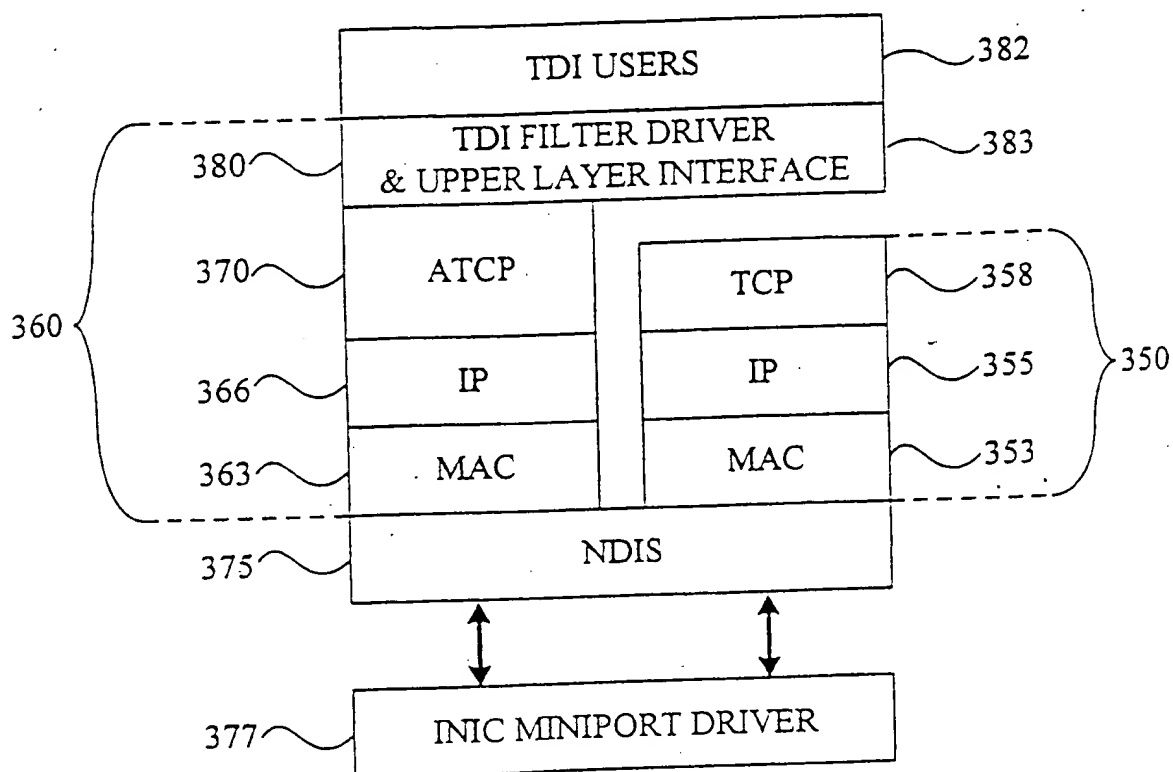 TDI USERS
382
TDI FILTER DRIVER
& UPPER LAYER INTERFACE
380
383
370
ATCP
TCP
358
360
366
IP
IP
355
350
363
MAC
MAC
353
375
NDIS
377
INIC MINIPORT DRIVER